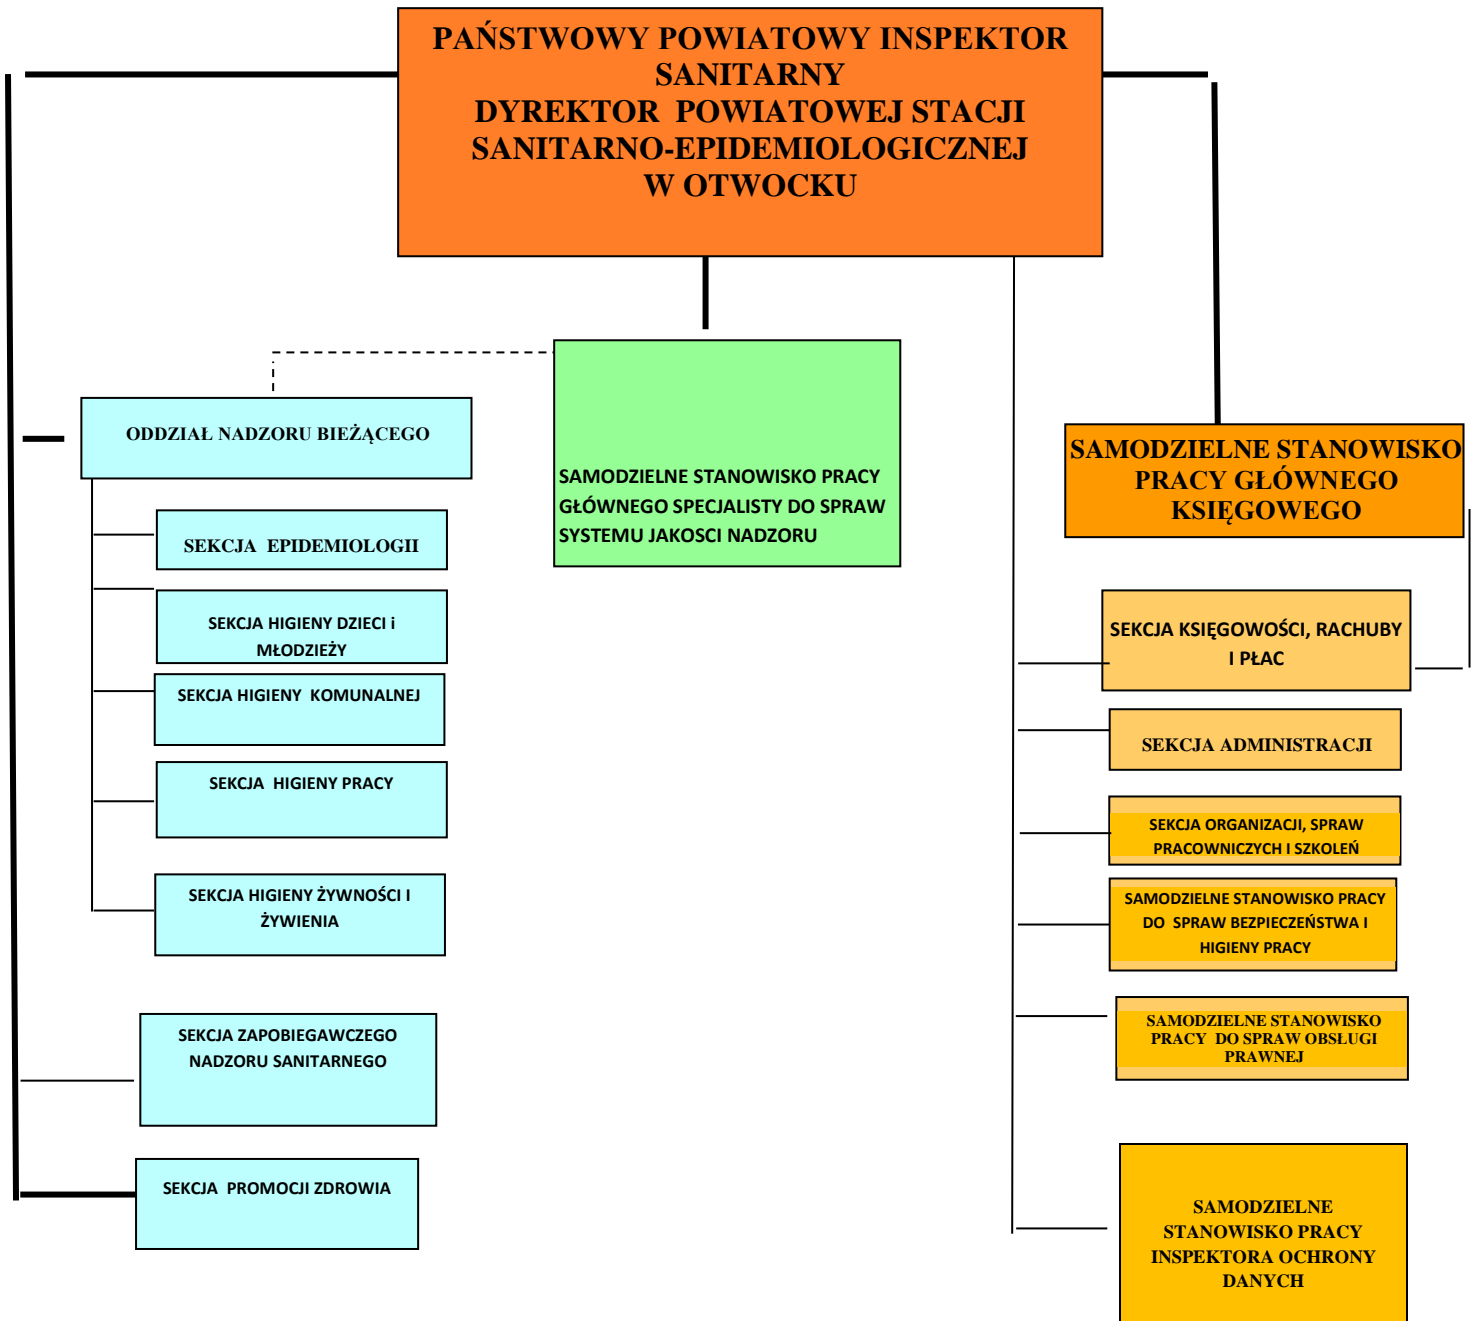 PAŃSTWOWY POWIATOWY INSPEKTOR
SANITARNY
DYREKTOR POWIATOWEJ STACJI
SANITARNO-EPIDEMIOLOGICZNEJ
W OTWOCKU
ODDZIAŁ NADZORU BIEŻĄCEGO
SEKCJA EPIDEMIOLOGII
SEKCJA HIGIENY DZIECI i
MŁODZIEŻY
SEKCJA HIGIENY KOMUNALNEJ
SEKCJA HIGIENY PRACY
SEKCJA HIGIENY ŻYWNOŚCI I
ŻYWIENIA
SEKCJA ZAPOBIEGAWCZEGO
NADZORU SANITARNEGO
SEKCJA PROMOCJI ZDROWIA
SAMODZIELNE STANOWISKO PRACY
GŁÓWNEGO SPECJALISTY DO SPRAW
SYSTEMU JAKOSCI NADZORU
SAMODZIELNE STANOWISKO
PRACY GŁÓWNEGO
KSIĘGOWEGO
SEKCJA KSIĘGOWOŚCI, RACHUBY
I PŁAC
SEKCJA ADMINISTRACJI
SEKCJA ORGANIZACJI, SPRAW
PRACOWNICZYCH I SZKOLEŃ
SAMODZIELNE STANOWISKO PRACY
DO SPRAW BEZPIECZEŃSTWA I
HIGIENY PRACY
SAMODZIELNE STANOWISKO
PRACY DO SPRAW OBSŁUGI
PRAWNEJ
SAMODZIELNE
STANOWISKO PRACY
INSPEKTORA OCHRONY
DANYCH